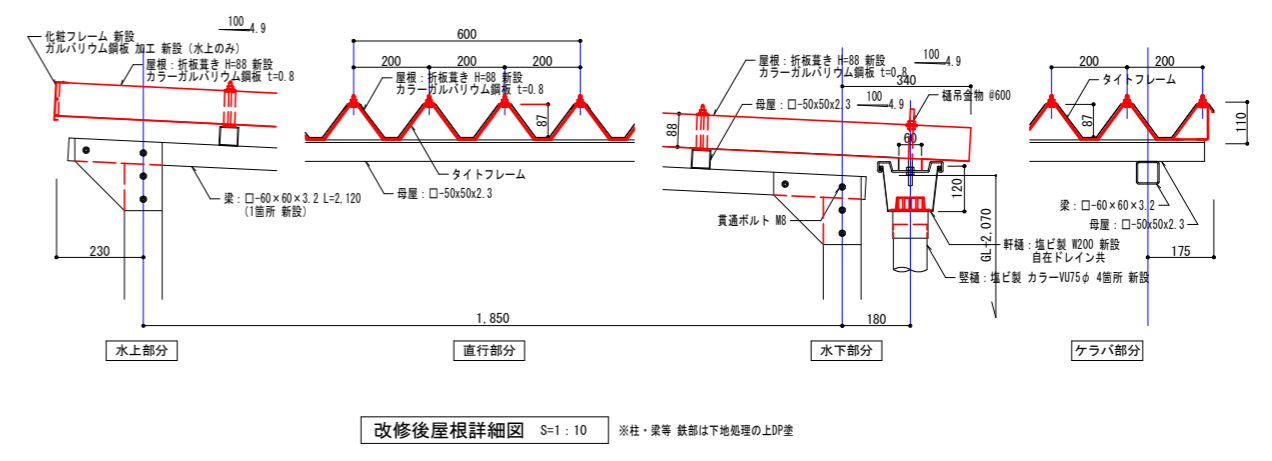 化粧フレーム 新設
ガルバリウム鋼板 加工 新設 (水上のみ)
屋根：折板葺き H=88 新設
カラーガルバリウム鋼板 t=0.8
100
4.9
梁：□-60×60×3.2 L=2,120
(1箇所 新設)
230
水上部分
600
200
200
200
屋根：折板葺き H=88 新設
カラーガルバリウム鋼板 t=0.8
87
タイトフレーム
母屋：□-50x50x2.3
直行部分
1,850
屋根：折板葺き H=88 新設
カラーガルバリウム鋼板 t=0.8
100
4.9
340
母屋：□-50x50x2.3
100
4.9
樋吊金物 @600
88
60
120
貫通ボルト M8
GL+2,070
軒樋：塩ビ製 W200 新設
自在ドレイン共
竪樋：塩ビ製 カラーVU75φ 4箇所 新設
180
水下部分
200
200
タイトフレーム
87
110
梁：□-60×60×3.2
母屋：□-50x50x2.3
175
ケラバ部分
改修後屋根詳細図 S=1：10
※柱・梁等 鉄部は下地処理の上DP塗